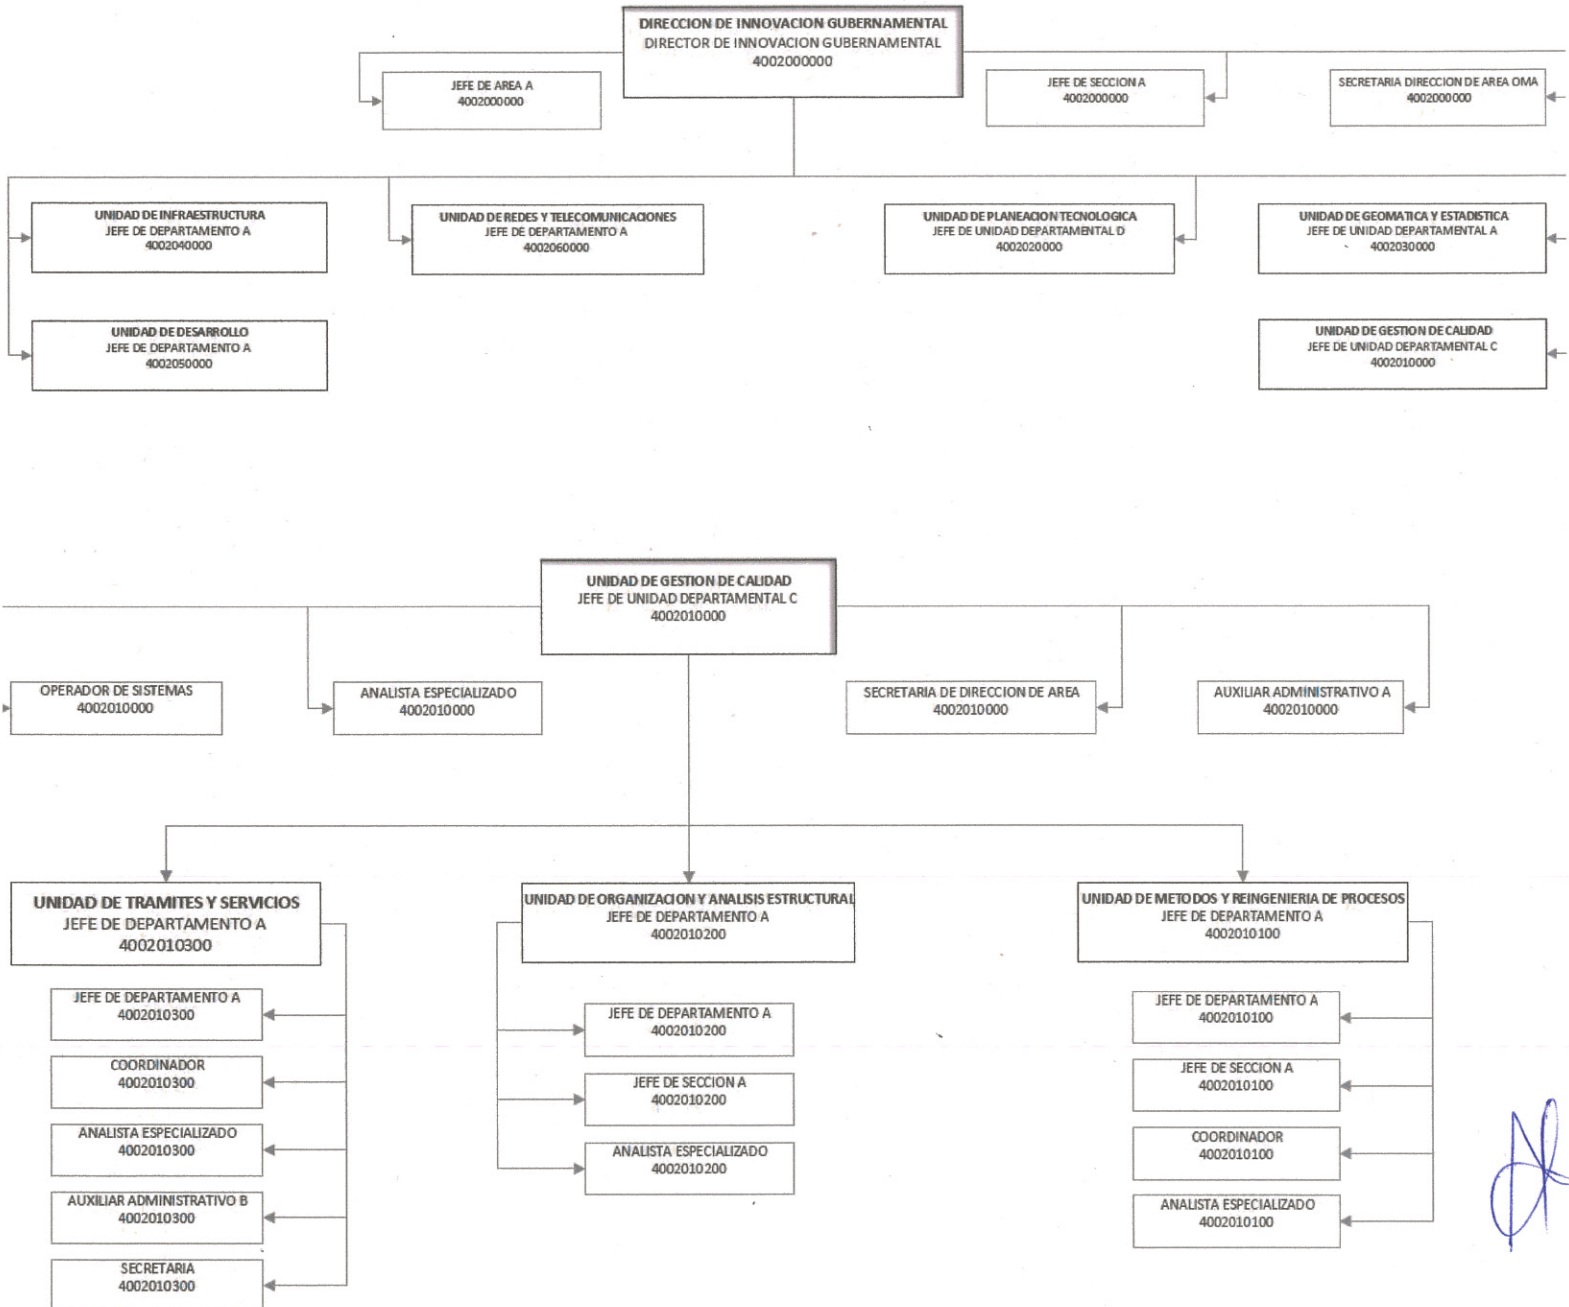 DIRECCION DE INNOVACION GUBERNAMENTAL
DIRECTOR DE INNOVACION GUBERNAMENTAL
4002000000
JEFE DE AREA A
4002000000
JEFE DE SECCION A
4002000000
SECRETARIA DIRECCION DE AREA OMA
4002000000
UNIDAD DE INFRAESTRUCTURA
JEFE DE DEPARTAMENTO A
4002040000
UNIDAD DE REDES Y TELECOMUNICACIONES
JEFE DE DEPARTAMENTO A
4002060000
UNIDAD DE PLANEACION TECNOLOGICA
JEFE DE UNIDAD DEPARTAMENTAL D
4002020000
UNIDAD DE GEOMATICA Y ESTADISTICA
JEFE DE UNIDAD DEPARTAMENTAL A
4002030000
UNIDAD DE DESARROLLO
JEFE DE DEPARTAMENTO A
4002050000
UNIDAD DE GESTION DE CALIDAD
JEFE DE UNIDAD DEPARTAMENTAL C
4002010000
UNIDAD DE GESTION DE CALIDAD
JEFE DE UNIDAD DEPARTAMENTAL C
4002010000
OPERADOR DE SISTEMAS
4002010000
ANALISTA ESPECIALIZADO
4002010000
SECRETARIA DE DIRECCION DE AREA
4002010000
AUXILIAR ADMINISTRATIVO A
4002010000
UNIDAD DE TRAMITES Y SERVICIOS
JEFE DE DEPARTAMENTO A
4002010300
JEFE DE DEPARTAMENTO A
4002010300
COORDINADOR
4002010300
ANALISTA ESPECIALIZADO
4002010300
AUXILIAR ADMINISTRATIVO B
4002010300
SECRETARIA
4002010300
UNIDAD DE ORGANIZACION Y ANALISIS ESTRUCTURAL
JEFE DE DEPARTAMENTO A
4002010200
JEFE DE DEPARTAMENTO A
4002010200
JEFE DE SECCION A
4002010200
ANALISTA ESPECIALIZADO
4002010200
UNIDAD DE METODOS Y REINGENIERIA DE PROCESOS
JEFE DE DEPARTAMENTO A
4002010100
JEFE DE DEPARTAMENTO A
4002010100
JEFE DE SECCION A
4002010100
COORDINADOR
4002010100
ANALISTA ESPECIALIZADO
4002010100